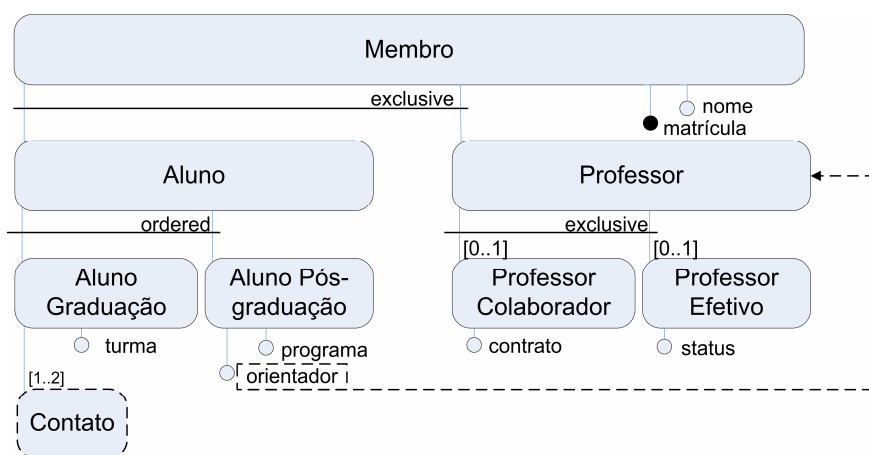 Membro
exclusive
nome
matrícula
Aluno
Professor
ordered
exclusive
[0..1]
[0..1]
Aluno
Graduação
Aluno Pós-
graduação
Professor
Colaborador
Professor
Efetivo
turma
programa
orientador
contrato
status
[1..2]
Contato